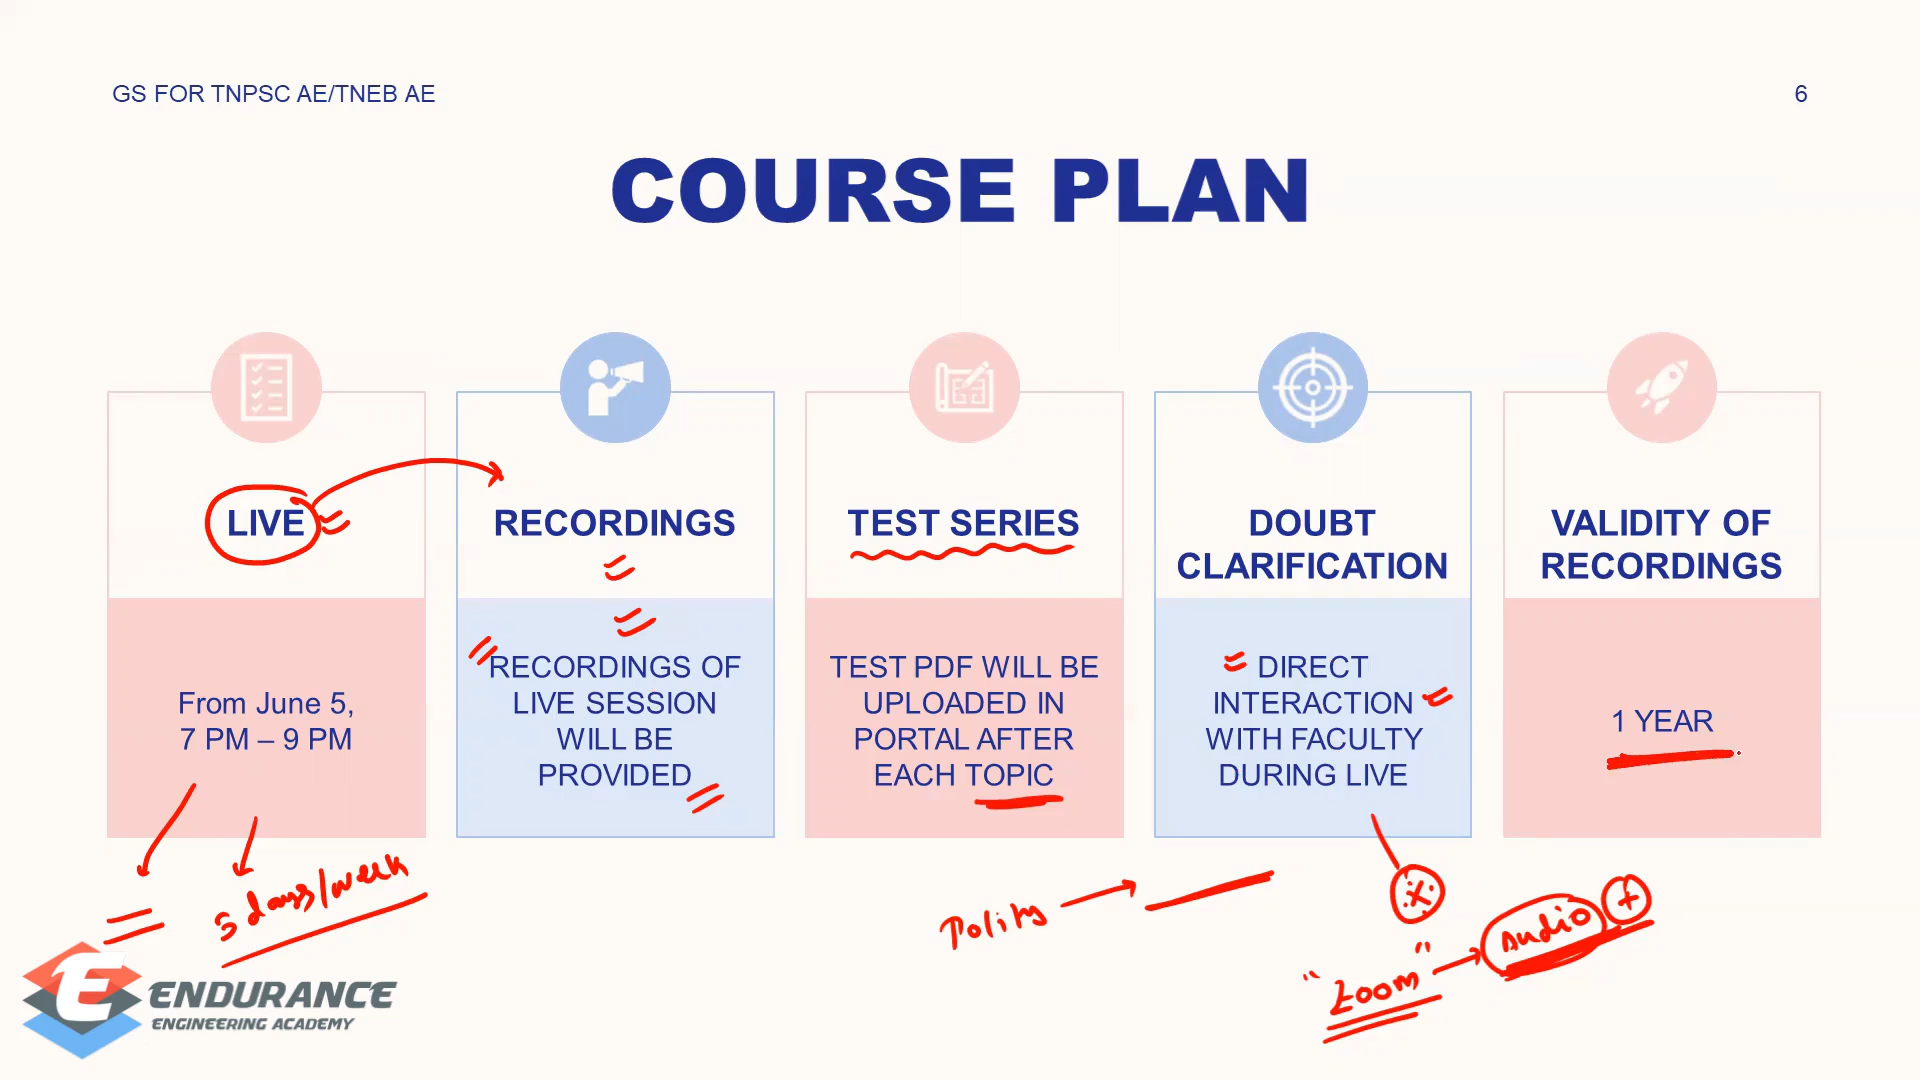 GS FOR TNPSC AE/TNEB AE
6
COURSE PLAN
LIVE
RECORDINGS
TEST SERIES
DOUBT
CLARIFICATION
VALIDITY OF
RECORDINGS
From June 5,
7 PM – 9 PM
RECORDINGS OF
LIVE SESSION
WILL BE
PROVIDED
TEST PDF WILL BE
UPLOADED IN
PORTAL AFTER
EACH TOPIC
DIRECT
INTERACTION
WITH FACULTY
DURING LIVE
1 YEAR
days/week
Polity
"Zoom"
Audio
+
ENDURANCE
ENGINEERING ACADEMY